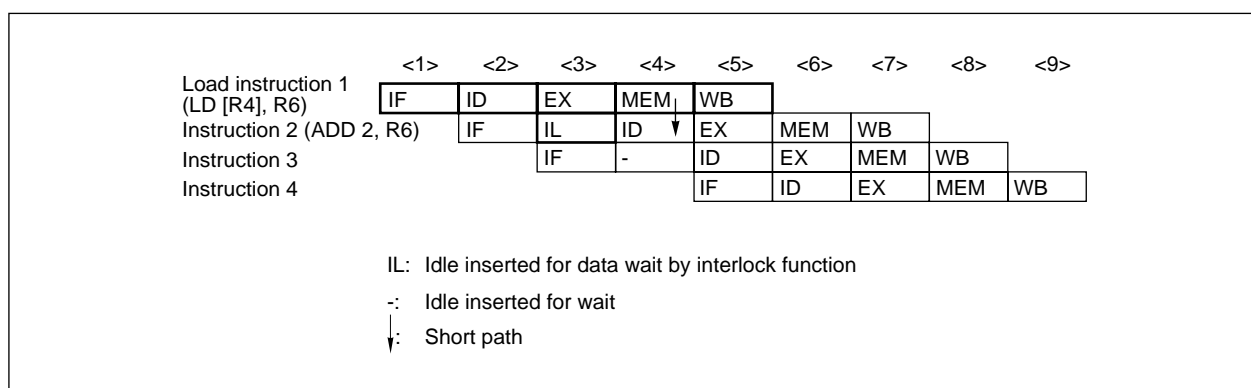 <1> <2> <3> <4> <5> <6> <7> <8> <9>
Load instruction 1
(LD [R4], R6) IF ID EX MEM WB
Instruction 2 (ADD 2, R6) IF IL ID EX MEM WB
Instruction 3 IF - ID EX MEM WB
Instruction 4 IF ID EX MEM WB
IL: Idle inserted for data wait by interlock function
-: Idle inserted for wait
↓: Short path